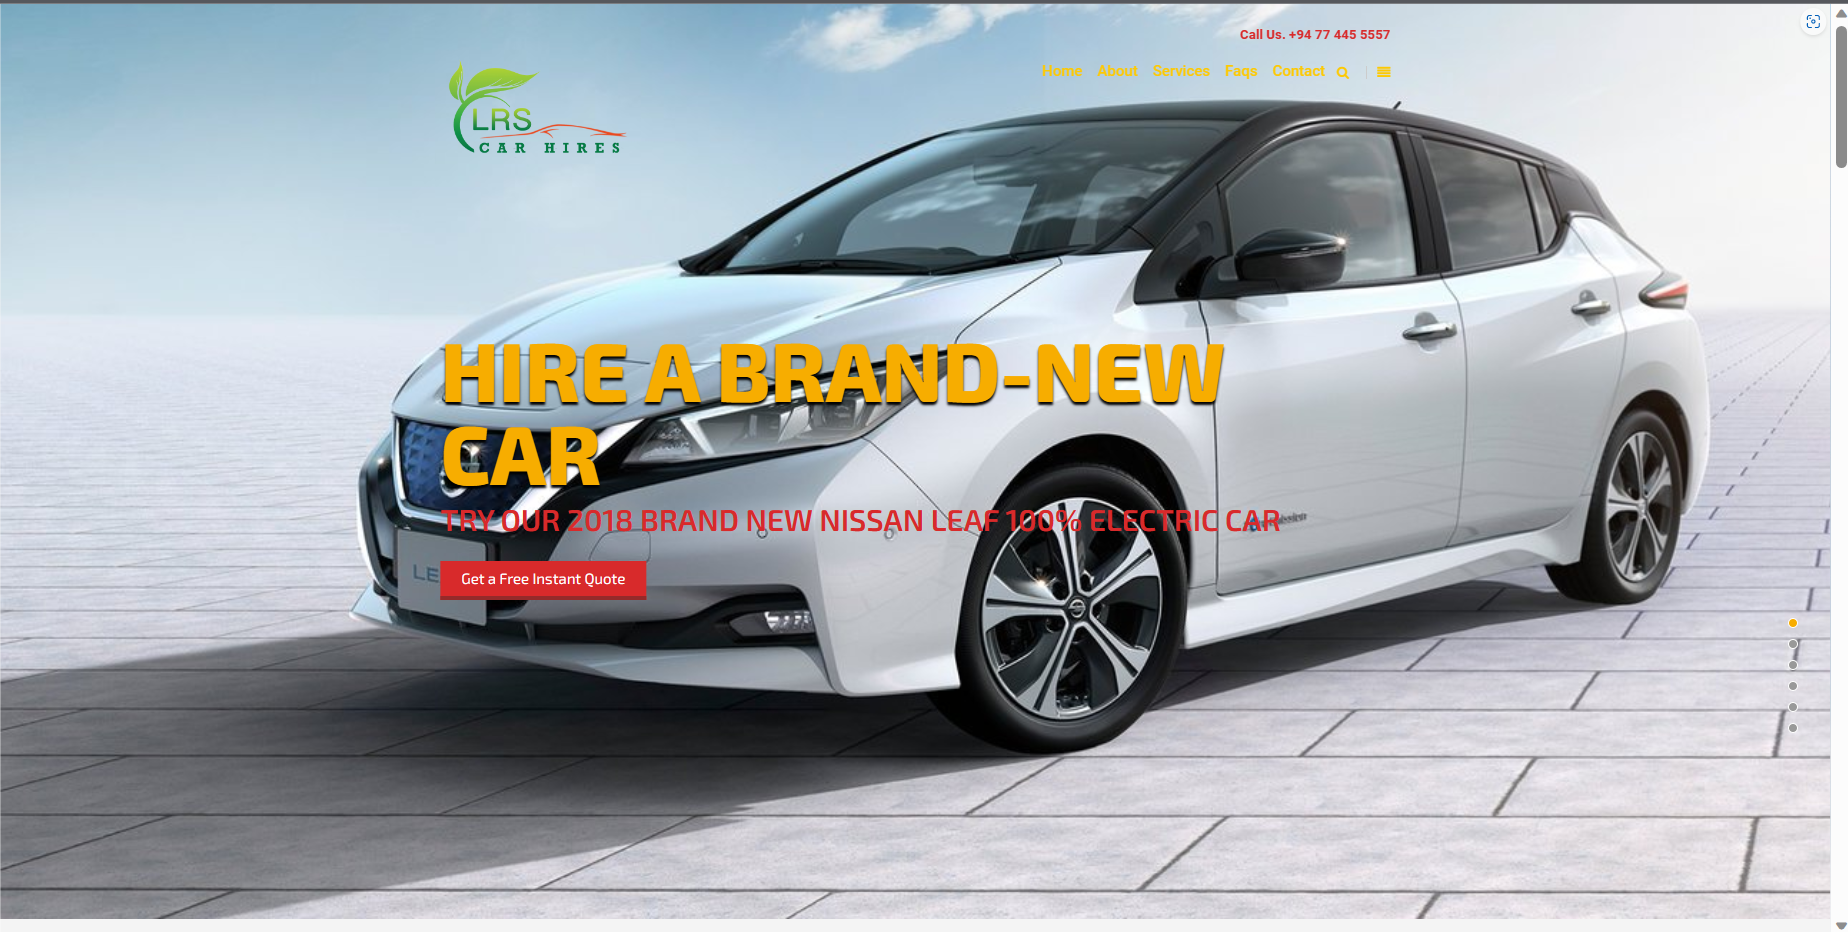 Call Us. +94 77 445 5557
Home About Services Faqs Contact
LRS
CAR HIRES
HIRE A BRAND-NEW
CAR
TRY OUR 2018 BRAND NEW NISSAN LEAF 100% ELECTRIC CAR
Get a Free Instant Quote